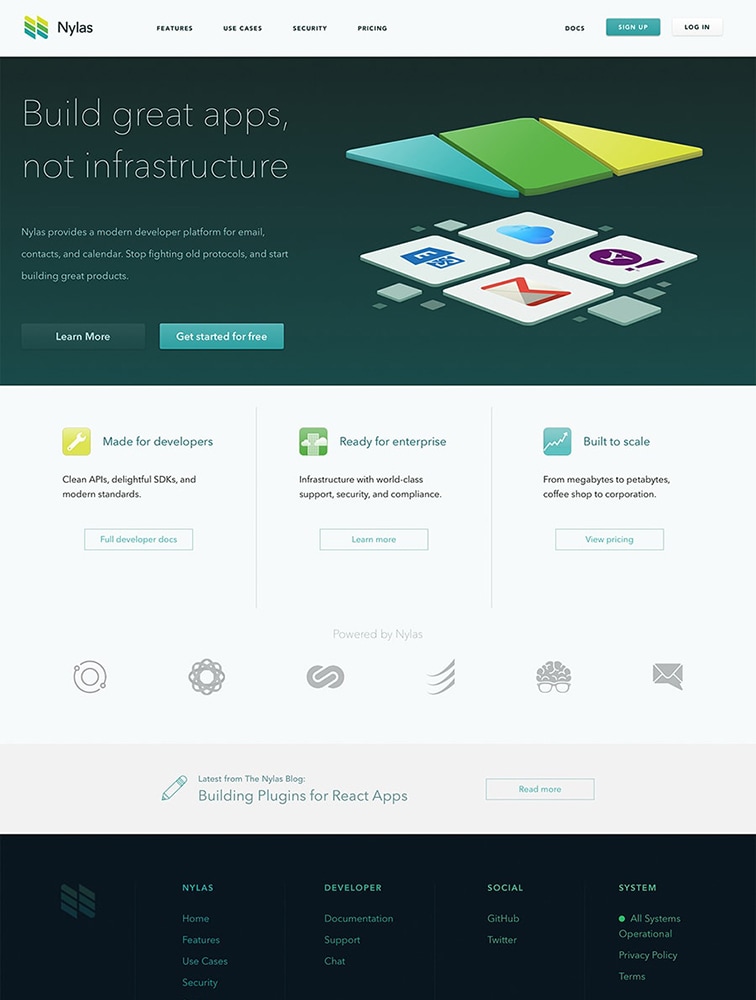 Nylas
FEATURES
USE CASES
SECURITY
PRICING
DOCS
SIGN UP
LOG IN
Build great apps,
not infrastructure
Nylas provides a modern developer platform for email,
contacts, and calendar. Stop fighting old protocols, and start
building great products.
Learn More
Get started for free
Y!
Made for developers
Clean APIs, delightful SDKs, and
modern standards.
Full developer docs
Ready for enterprise
Infrastructure with world-class
support, security, and compliance.
Learn more
Built to scale
From megabytes to petabytes,
coffee shop to corporation.
View pricing
Powered by Nylas
Latest from The Nylas Blog:
Building Plugins for React Apps
Read more
NYLAS
Home
Features
Use Cases
Security
DEVELOPER
Documentation
Support
Chat
SOCIAL
GitHub
Twitter
SYSTEM
All Systems
Operational
Privacy Policy
Terms